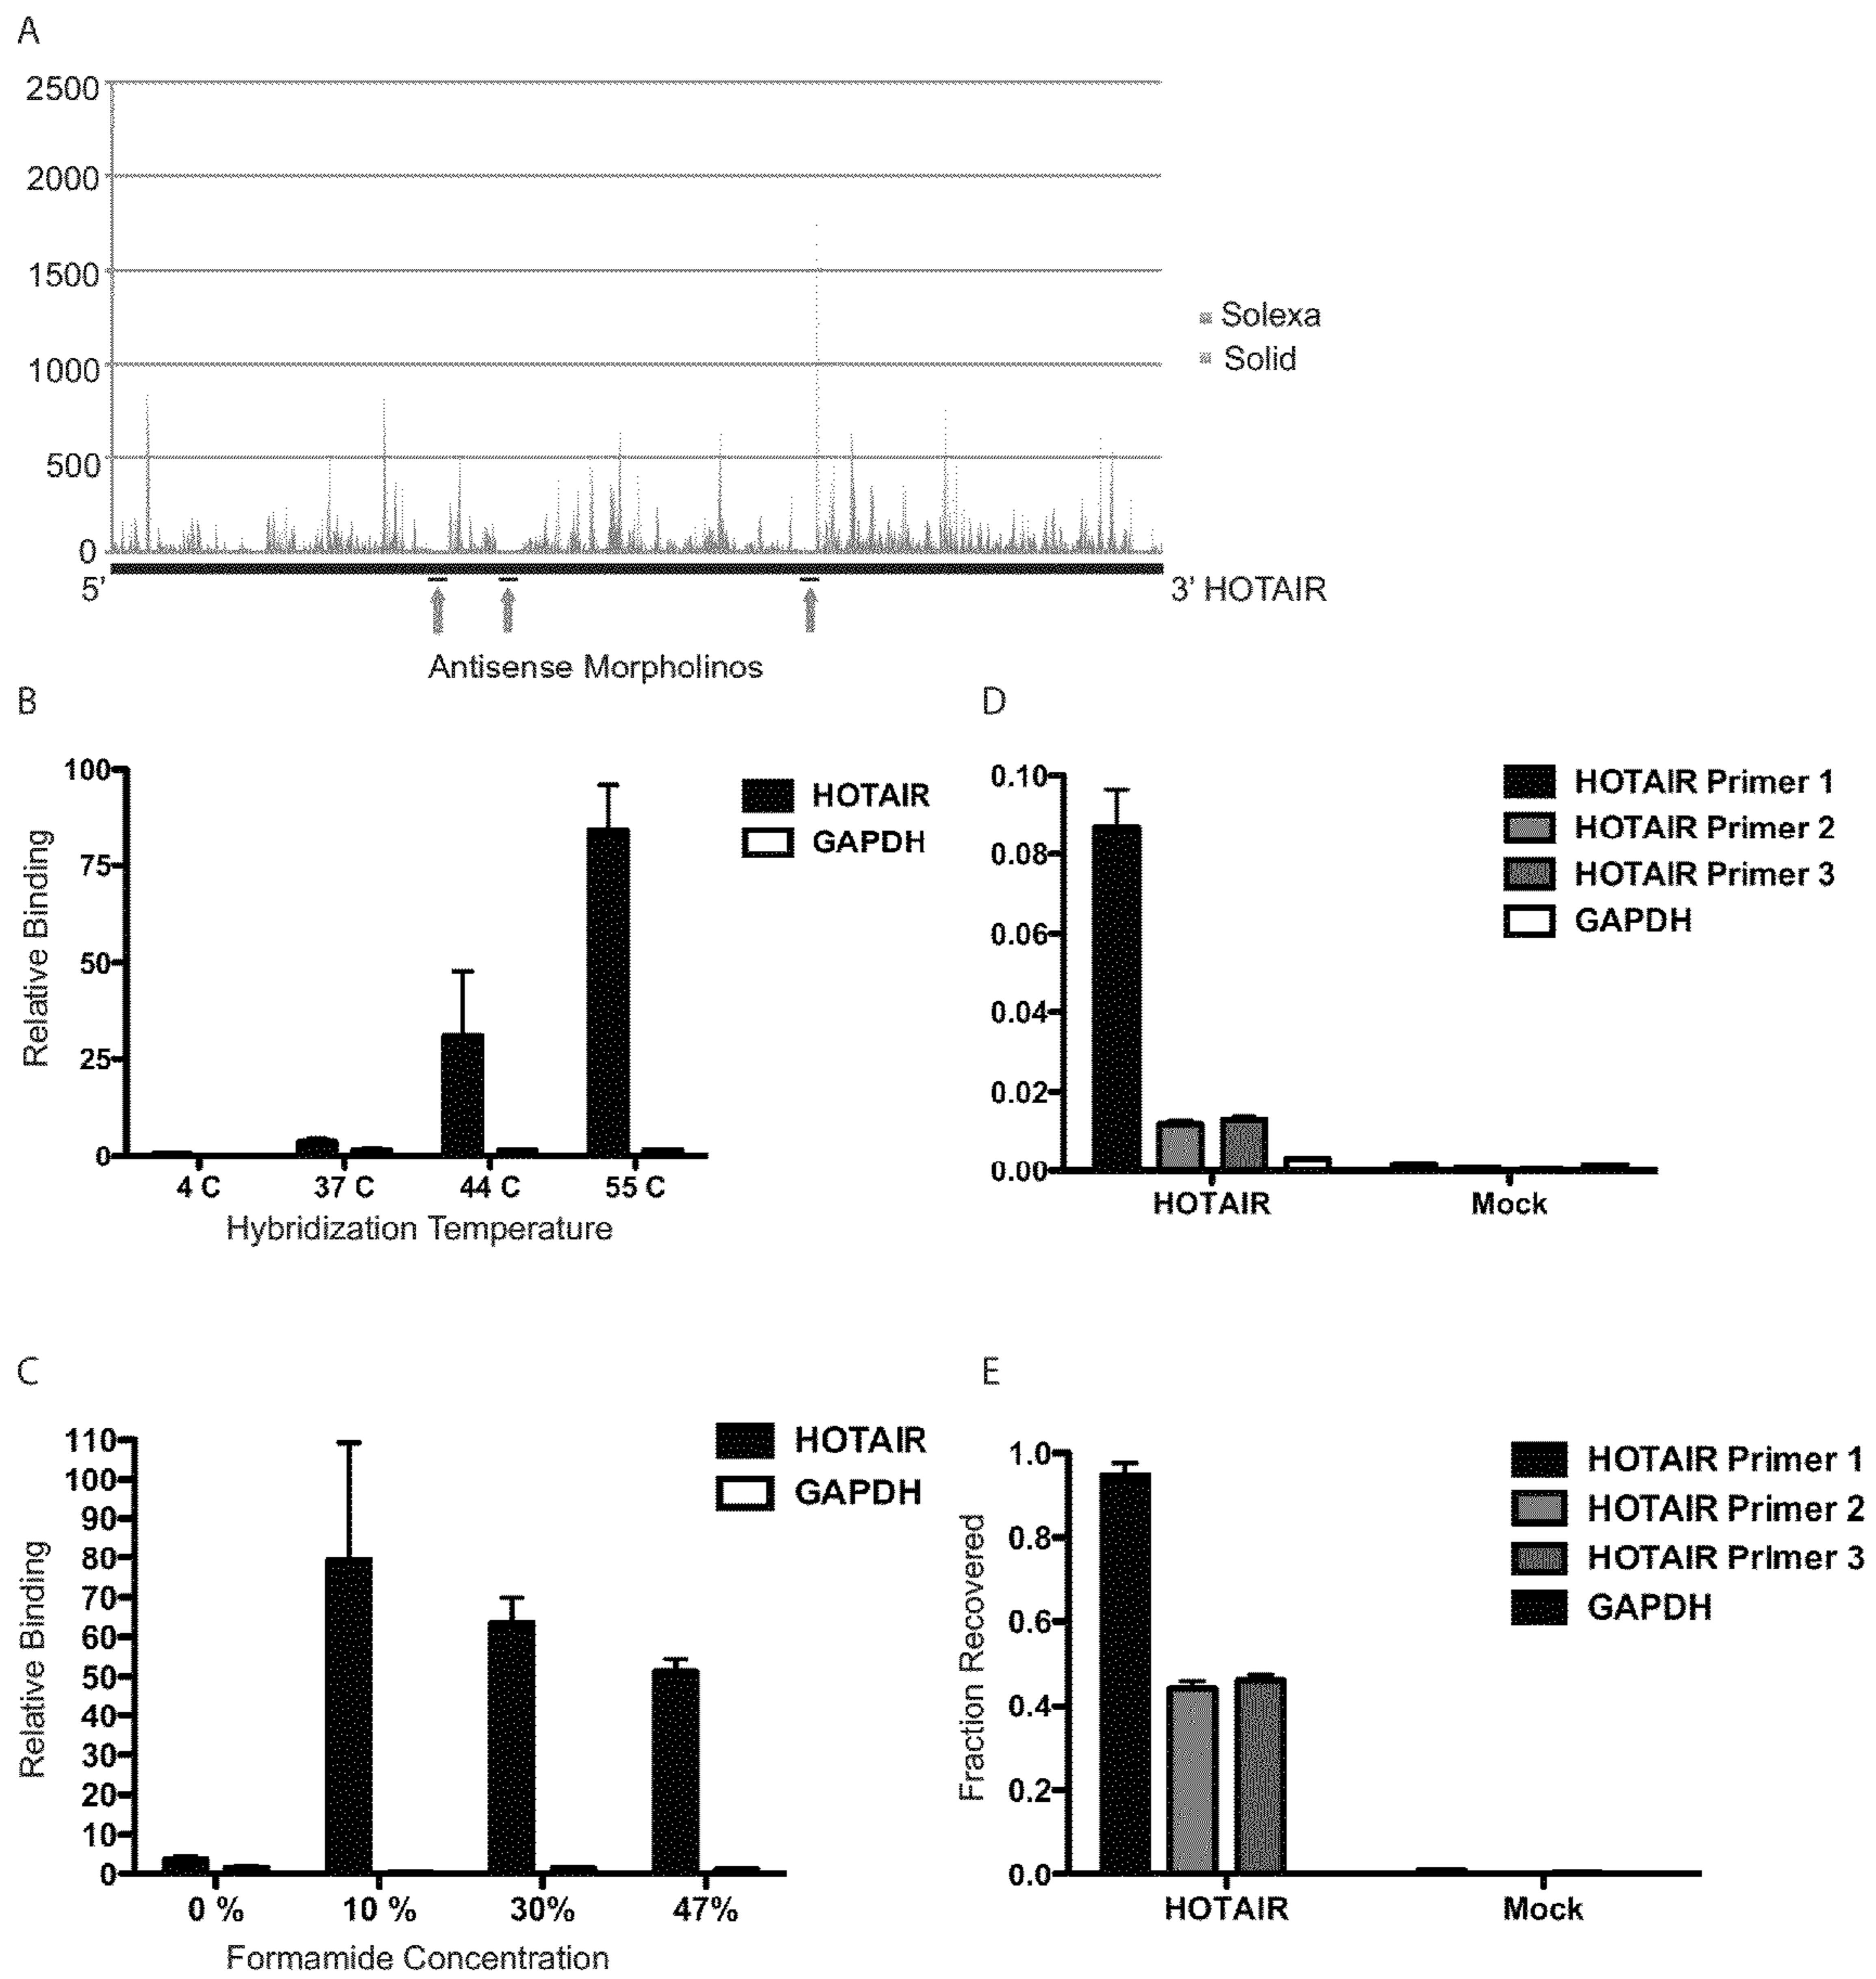 A
2500
2000
1500
1000
500
0
Solexa
Solid
5'
3' HOTAIR
Antisense Morpholinos
B
100
75
50
25
0
Relative Binding
HOTAIR
GAPDH
4 C 37 C 44 C 55 C
Hybridization Temperature
D
0.10
0.08
0.06
0.04
0.02
0.00
HOTAIR Primer 1
HOTAIR Primer 2
HOTAIR Primer 3
GAPDH
HOTAIR Mock
C
110
100
90
80
70
60
50
40
30
20
10
0
Relative Binding
HOTAIR
GAPDH
0 % 10 % 30% 47%
Formamide Concentration
E
1.0
0.8
0.6
0.4
0.2
0.0
Fraction Recovered
HOTAIR Primer 1
HOTAIR Primer 2
HOTAIR Primer 3
GAPDH
HOTAIR Mock